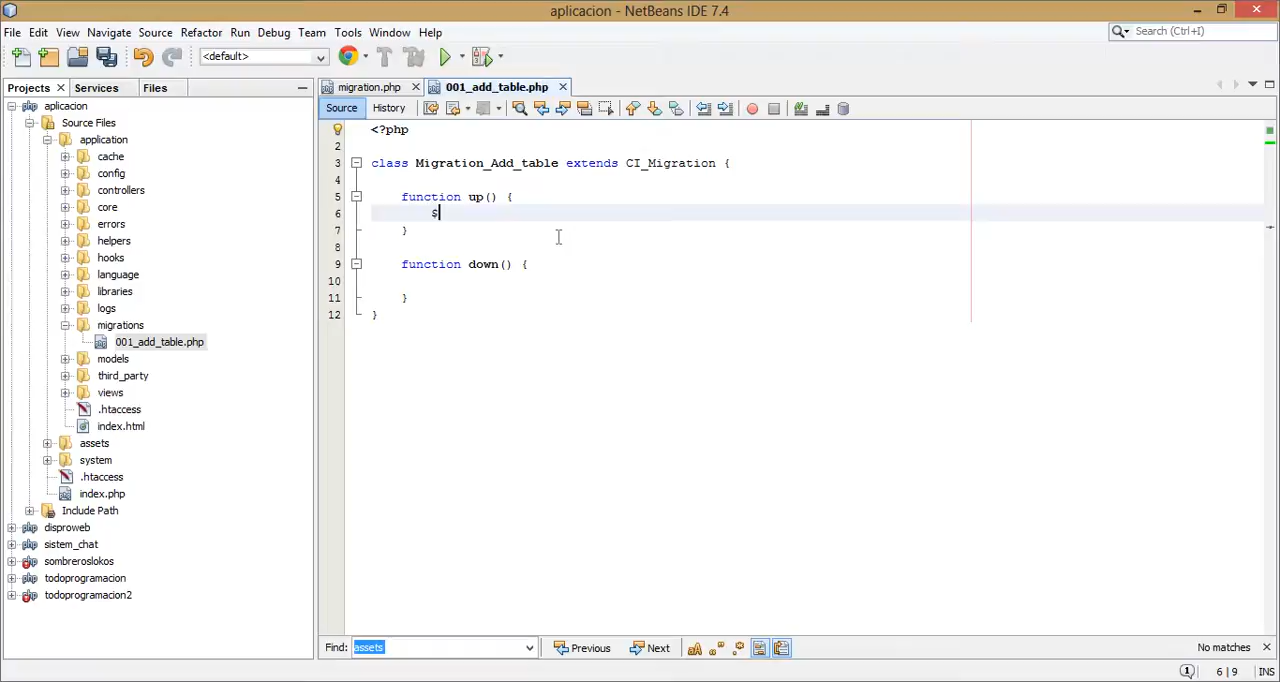 aplicacion - NetBeans IDE 7.4
File Edit View Navigate Source Refactor Run Debug Team Tools Window Help
Search (Ctrl+I)
<default>
Projects Services Files
migration.php 001_add_table.php
Source History
aplicacion
Source Files
application
cache
config
controllers
core
errors
helpers
hooks
language
libraries
logs
migrations
001_add_table.php
models
third_party
views
.htaccess
index.html
assets
system
.htaccess
index.php
Include Path
disproweb
sistem_chat
sombreroslokos
todoprogramacion
todoprogramacion2
1 <?php
2
3 class Migration_Add_table extends CI_Migration {
4
5 function up() {
6 $
7 }
8
9 function down() {
10
11 }
12 }
Find: assets Previous Next No matches
1 6|9 INS